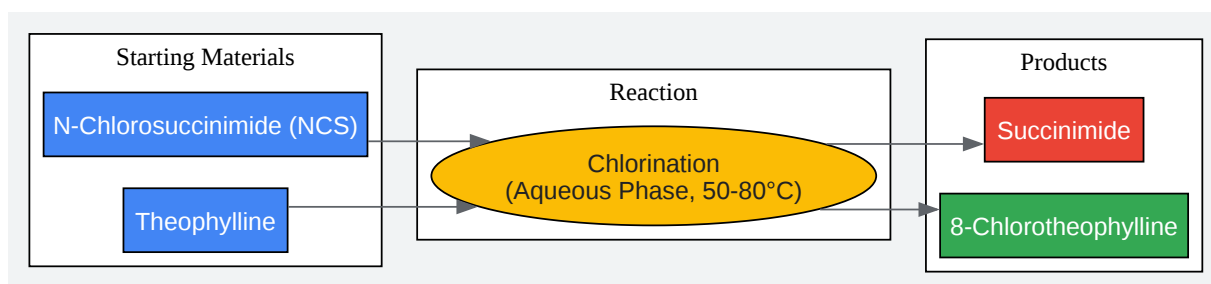 Starting Materials
N-Chlorosuccinimide (NCS)
Theophylline
Reaction
Chlorination
(Aqueous Phase, 50-80°C)
Products
Succinimide
8-Chlorotheophylline